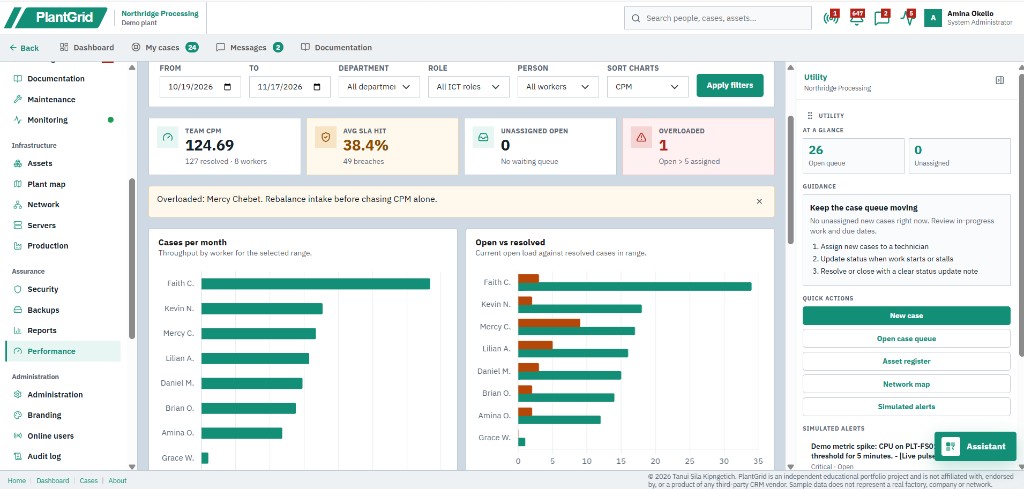 PlantGrid
Northridge Processing
Demo plant
Search people, cases, assets...
1
647
2
5
A
Amina Okello
System Administrator
Back
Dashboard
My cases 24
Messages 2
Documentation
Documentation
Maintenance
Monitoring
Infrastructure
Assets
Plant map
Network
Servers
Production
Assurance
Security
Backups
Reports
Performance
Administration
Administration
Branding
Online users
Audit log
FROM
TO
DEPARTMENT
ROLE
PERSON
SORT CHARTS
10/19/2026
11/17/2026
All departmen
All ICT roles
All workers
CPM
Apply filters
TEAM CPM
124.69
127 resolved · 8 workers
AVG SLA HIT
38.4%
49 breaches
UNASSIGNED OPEN
0
No waiting queue
OVERLOADED
1
Open > 5 assigned
Overloaded: Mercy Chebet. Rebalance intake before chasing CPM alone.
Cases per month
Throughput by worker for the selected range.
Faith C.
Kevin N.
Mercy C.
Lilian A.
Daniel M.
Brian O.
Amina O.
Grace W.
Open vs resolved
Current open load against resolved cases in range.
Faith C.
Kevin N.
Mercy C.
Lilian A.
Daniel M.
Brian O.
Amina O.
Grace W.
0 5 10 15 20 25 30 35
Utility
Northridge Processing
UTILITY
AT A GLANCE
26
Open queue
0
Unassigned
GUIDANCE
Keep the case queue moving
No unassigned new cases right now. Review in-progress
work and due dates.
1. Assign new cases to a technician
2. Update status when work starts or stalls
3. Resolve or close with a clear status update note
QUICK ACTIONS
New case
Open case queue
Asset register
Network map
Simulated alerts
SIMULATED ALERTS
Demo metric spike: CPU on PLT-FS01
threshold for 5 minutes. - [Live pulse
Critical · Open
Assistant
Home
Dashboard
Cases
About
© 2026 Tanui Sila Kipngetich. PlantGrid is an independent educational portfolio project and is not affiliated with, endorsed
by, or a product of any third-party CRM vendor. Sample data does not represent a real factory, company or network.